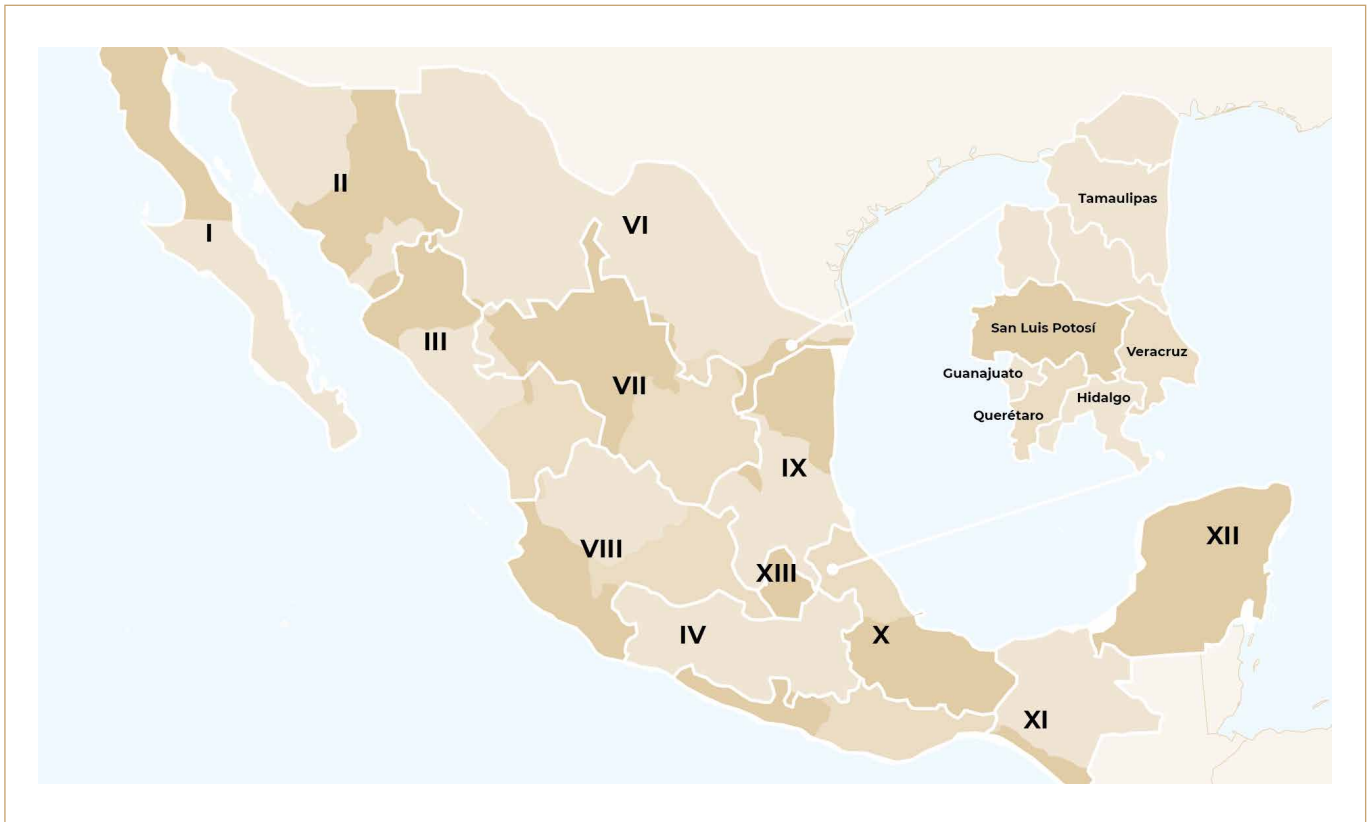 Tamaulipas
II
VI
I
San Luis Potosí
III
Veracruz
Guanajuato
VII
Hidalgo
Querétaro
IX
XII
VIII
XIII
IV
X
XI